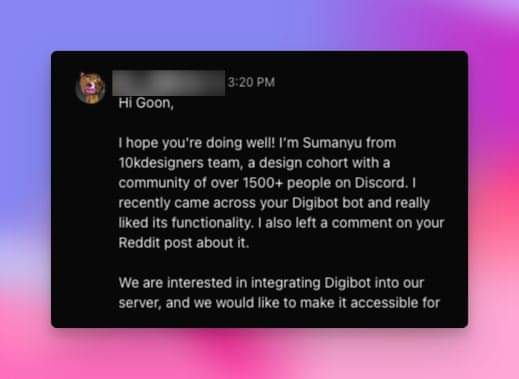 3:20 PM
Hi Goon,
I hope you're doing well! I'm Sumanyu from
10kdesigners team, a design cohort with a
community of over 1500+ people on Discord. I
recently came across your Digibot bot and really
liked its functionality. I also left a comment on your
Reddit post about it.
We are interested in integrating Digibot into our
server, and we would like to make it accessible for